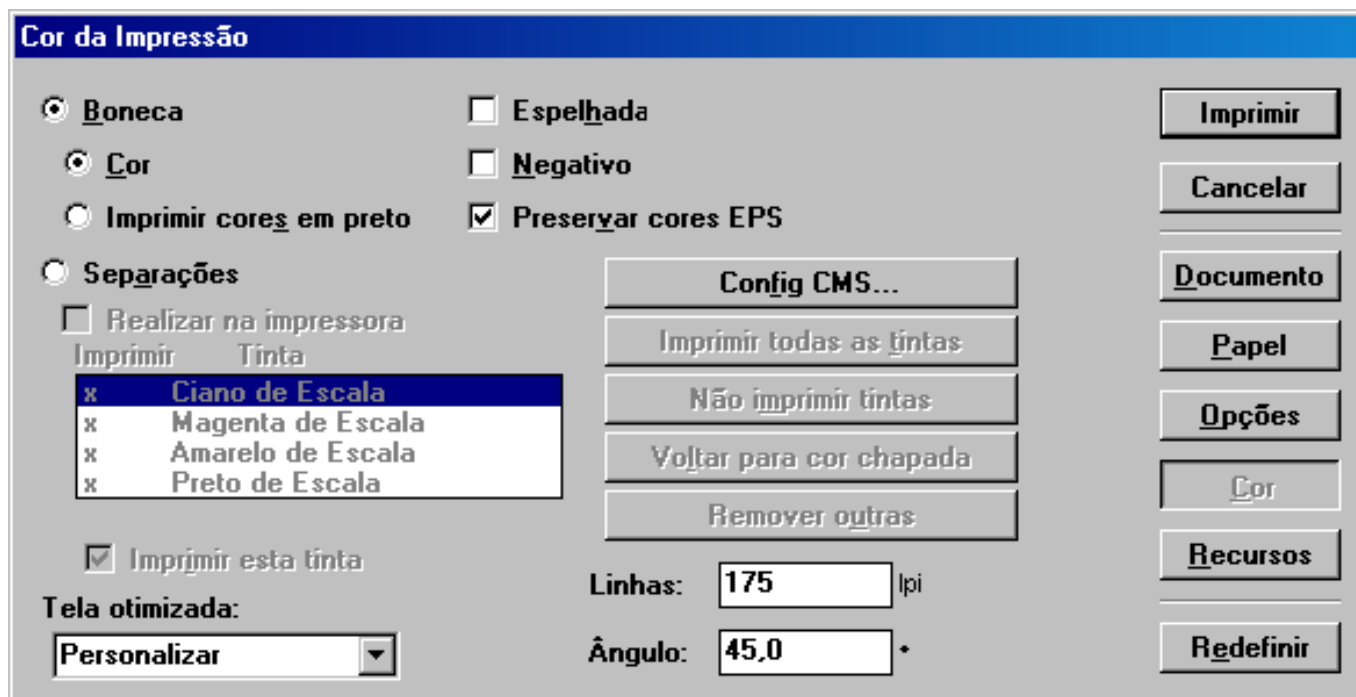 Cor da Impressão
Boneca
Espelhada
Imprimir
Cor
Negativo
Cancelar
Imprimir cores em preto
Preservar cores EPS
Separações
Config CMS...
Documento
Realizar na impressora
Imprimir todas as tintas
Papel
Imprimir Tinta
x Ciano de Escala
Não imprimir tintas
x Magenta de Escala
Opções
x Amarelo de Escala
Voltar para cor chapada
x Preto de Escala
Cor
Remover outras
Imprimir esta tinta
Recursos
Linhas: 175 lpi
Tela otimizada:
Personalizar
Ângulo: 45,0 °
Redefinir